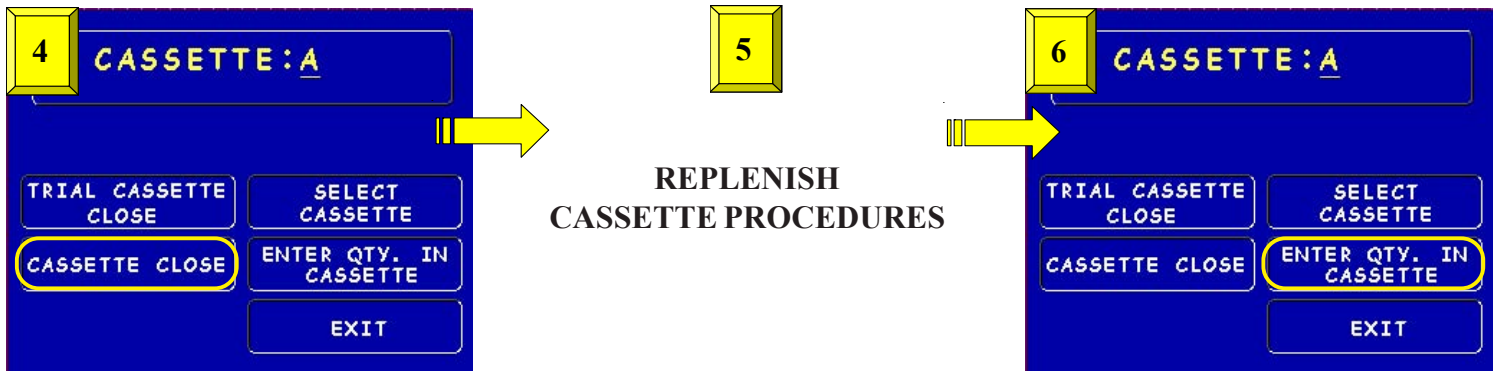 4
CASSETTE:A
TRIAL CASSETTE
CLOSE
SELECT
CASSETTE
CASSETTE CLOSE
ENTER QTY. IN
CASSETTE
EXIT
5
REPLENISH
CASSETTE PROCEDURES
6
CASSETTE:A
TRIAL CASSETTE
CLOSE
SELECT
CASSETTE
CASSETTE CLOSE
ENTER QTY. IN
CASSETTE
EXIT